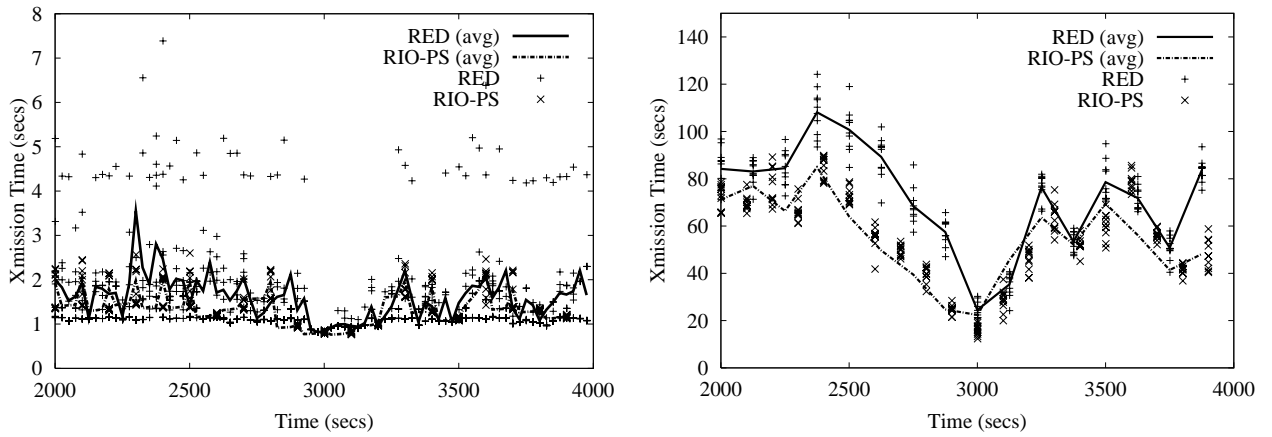 8
7
6
5
4
3
2
1
0
Xmission Time (secs)
RED (avg)
RIO-PS (avg)
RED
RIO-PS
2000 2500 3000 3500 4000
Time (secs)
140
120
100
80
60
40
20
0
Xmission Time (secs)
RED (avg)
RIO-PS (avg)
RED
RIO-PS
2000 2500 3000 3500 4000
Time (secs)